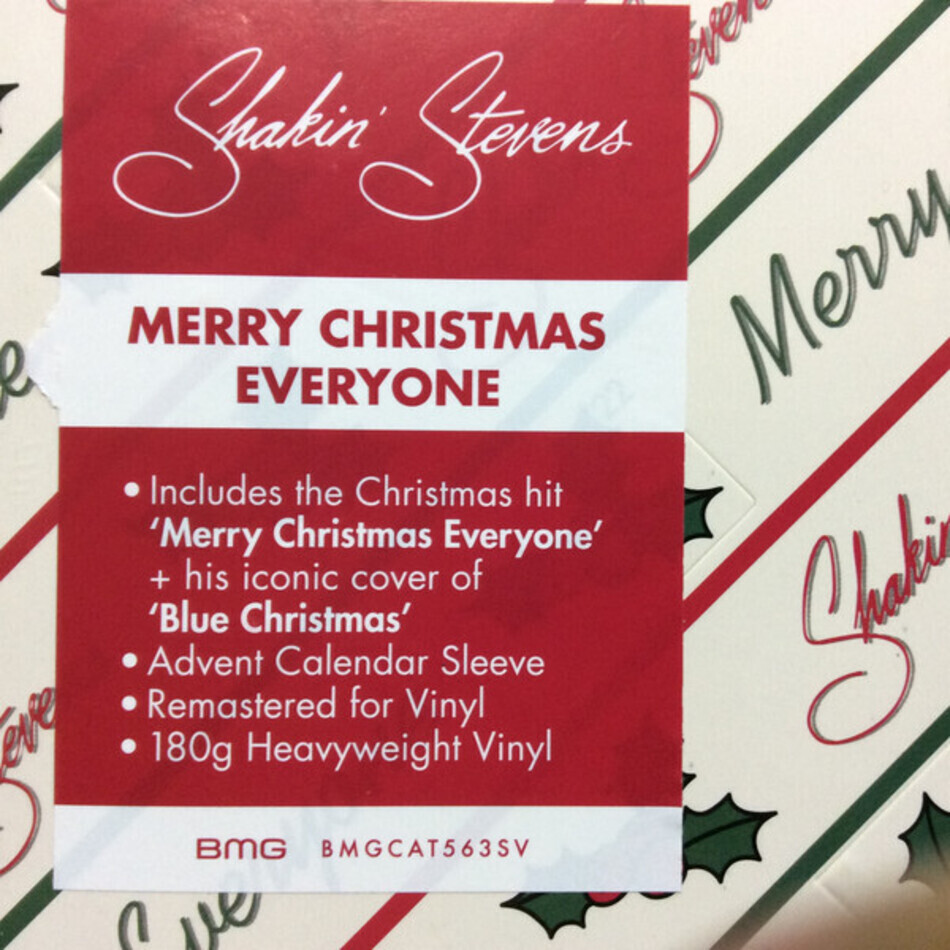 Shakin' Stevens
MERRY CHRISTMAS
EVERYONE
• Includes the Christmas hit
‘Merry Christmas Everyone’
+ his iconic cover of
‘Blue Christmas’
• Advent Calendar Sleeve
• Remastered for Vinyl
• 180g Heavyweight Vinyl
BMG BMGCAT563SV
Merry
Shakin